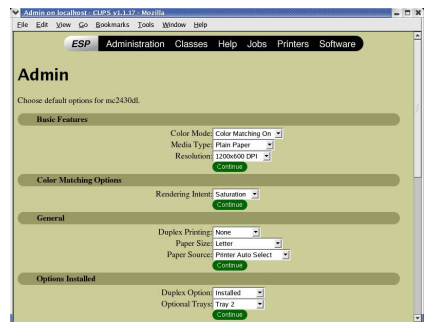 Admin on localhost - CUPS v1.1.17 - Mozilla
File Edit View Go Bookmarks Tools Window Help
ESP Administration Classes Help Jobs Printers Software
Admin
Choose default options for mc2430dl.
Basic Features
Color Mode: Color Matching On
Media Type: Plain Paper
Resolution: 1200x600 DPI
Continue
Color Matching Options
Rendering Intent: Saturation
Continue
General
Duplex Printing: None
Paper Size: Letter
Paper Source: Printer Auto Select
Continue
Options Installed
Duplex Option: Installed
Optional Trays: Tray 2
Continue